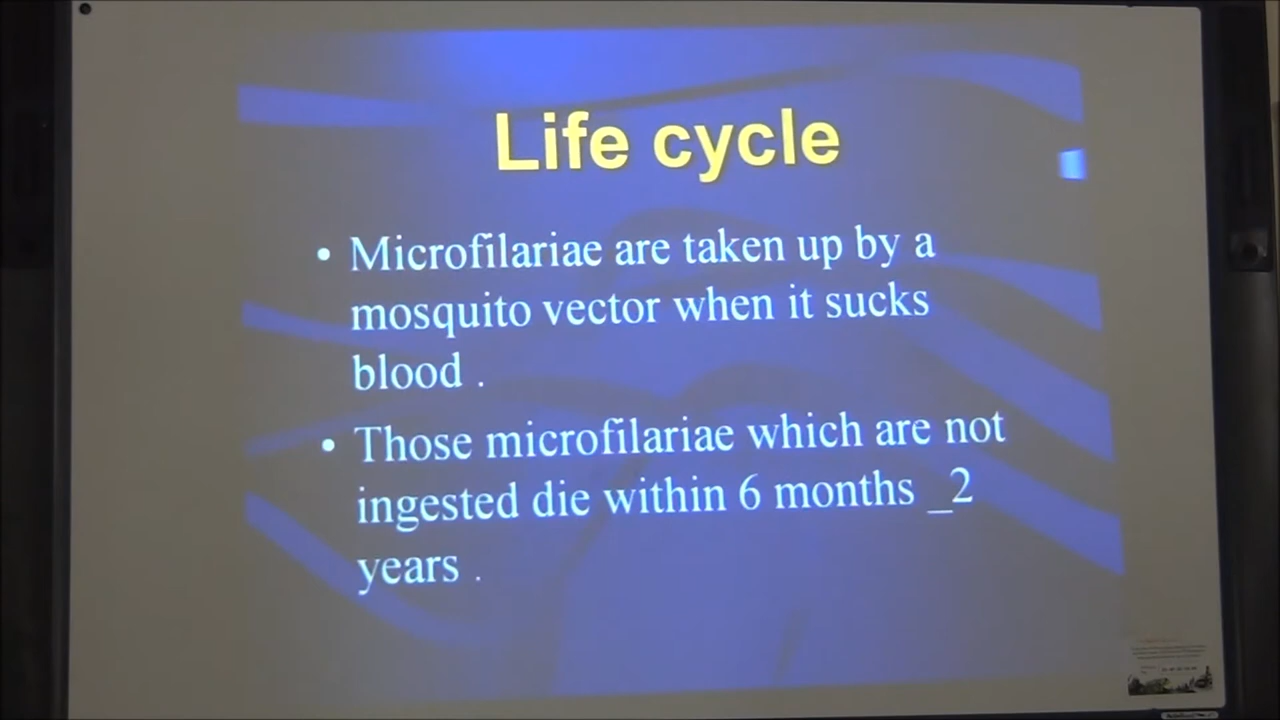 Life cycle
• Microfilariae are taken up by a
mosquito vector when it sucks
blood .
• Those microfilariae which are not
ingested die within 6 months _2
years .